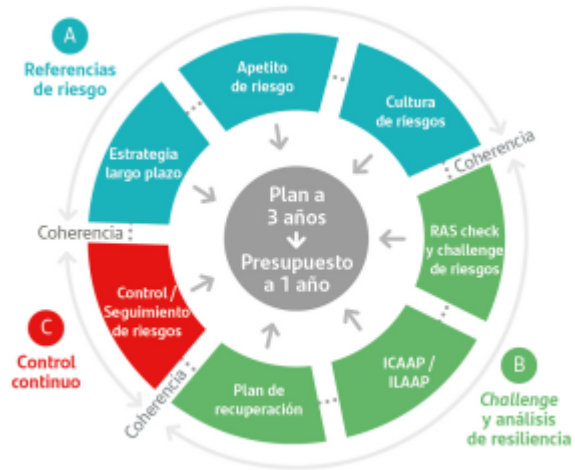 A
Referencias
de riesgo
Apetito
de riesgo
Cultura
de riesgos
Estrategia
largo plazo
Coherencia
Plan a
3 años
Presupuesto
a 1 año
RAS check
y challenge
de riesgos
Coherencia
Control /
Seguimiento
de riesgos
C
Control
continuo
Coherencia
Plan de
recuperación
ICAAP /
ILAAP
B
Challenge
y análisis
de resiliencia